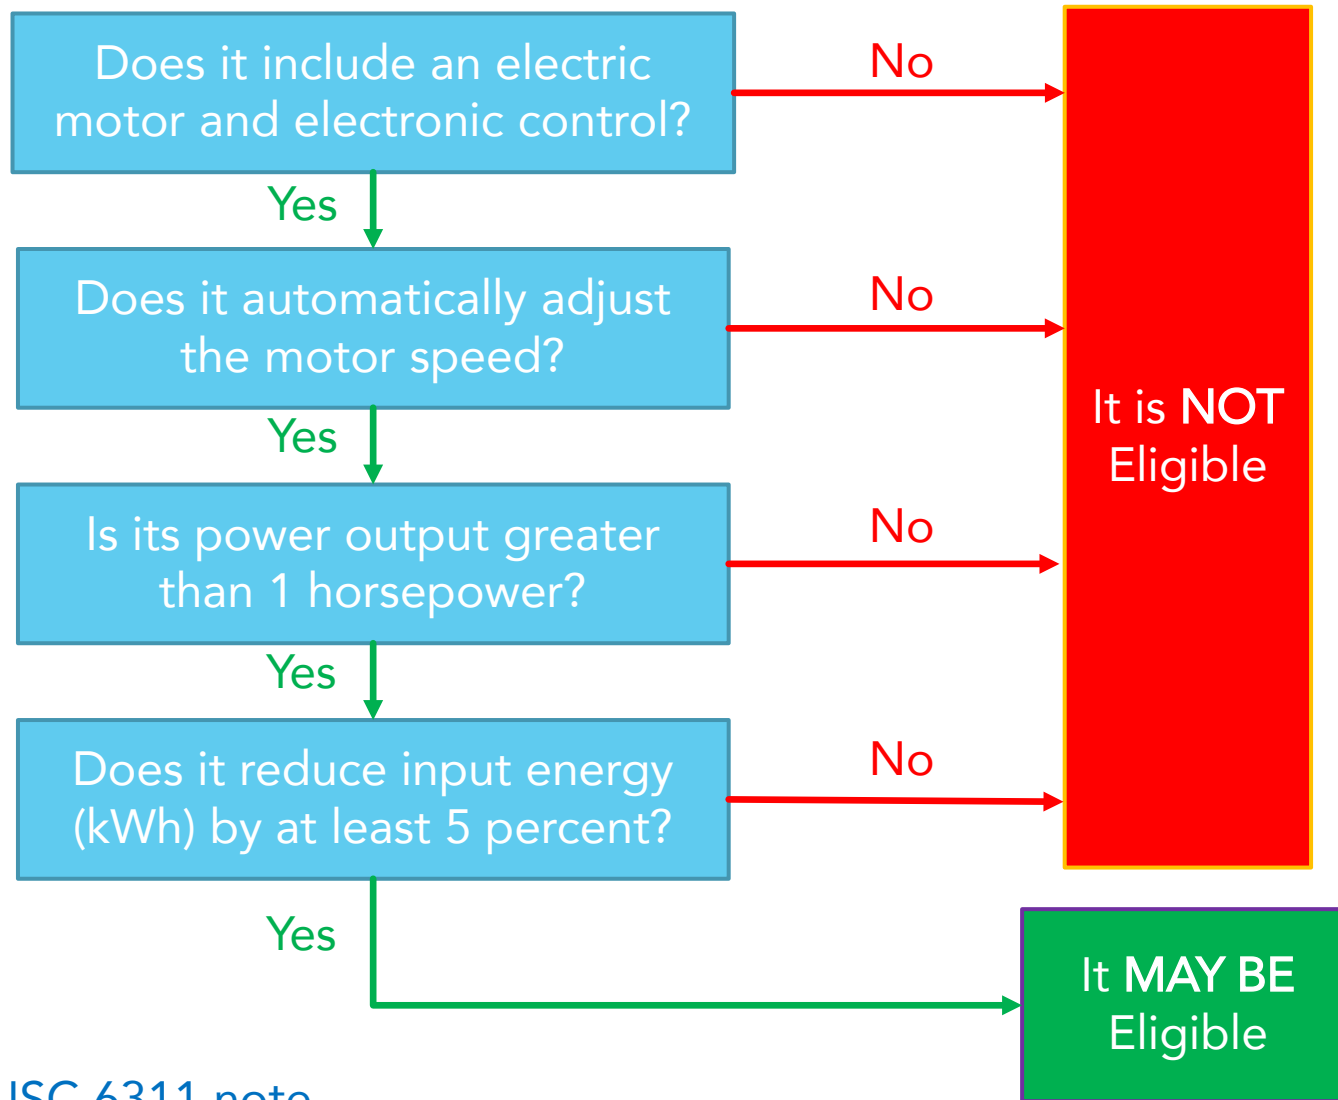 Does it include an electric
motor and electronic control?
No
Yes
Does it automatically adjust
the motor speed?
No
Yes
It is NOT
Eligible
Is its power output greater
than 1 horsepower?
No
Yes
Does it reduce input energy
(kWh) by at least 5 percent?
No
Yes
It MAY BE
Eligible
6311 note